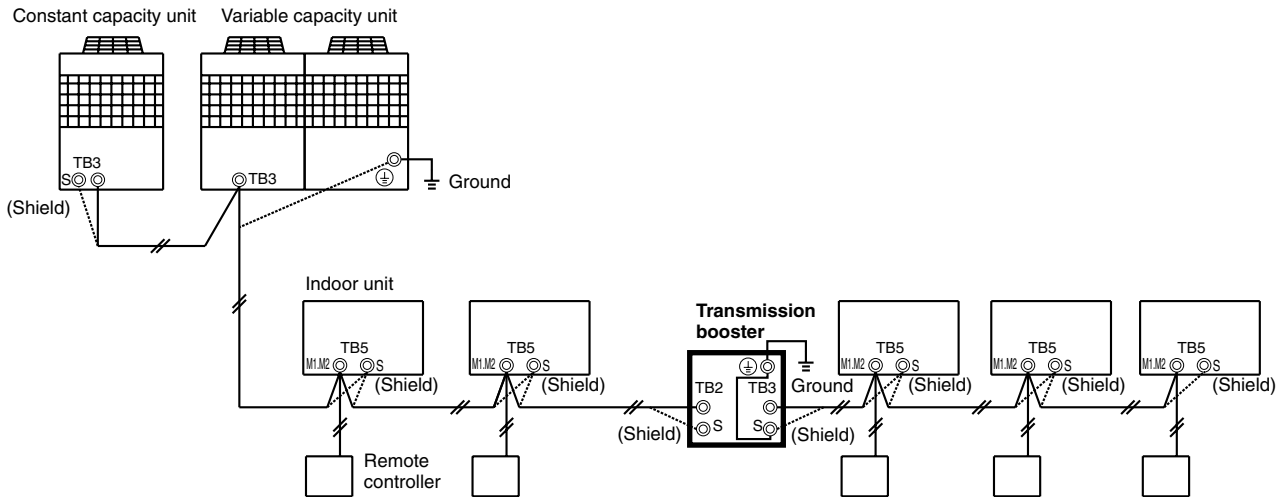 Constant capacity unit
Variable capacity unit
TB3
S
TB3
(Shield)
Ground
Indoor unit
Transmission
booster
TB5
M1.M2
S
(Shield)
TB5
M1.M2
S
(Shield)
TB2
S
(Shield)
TB3
S
Ground
(Shield)
TB5
M1.M2
S
(Shield)
TB5
M1.M2
S
(Shield)
TB5
M1.M2
S
(Shield)
Remote
controller